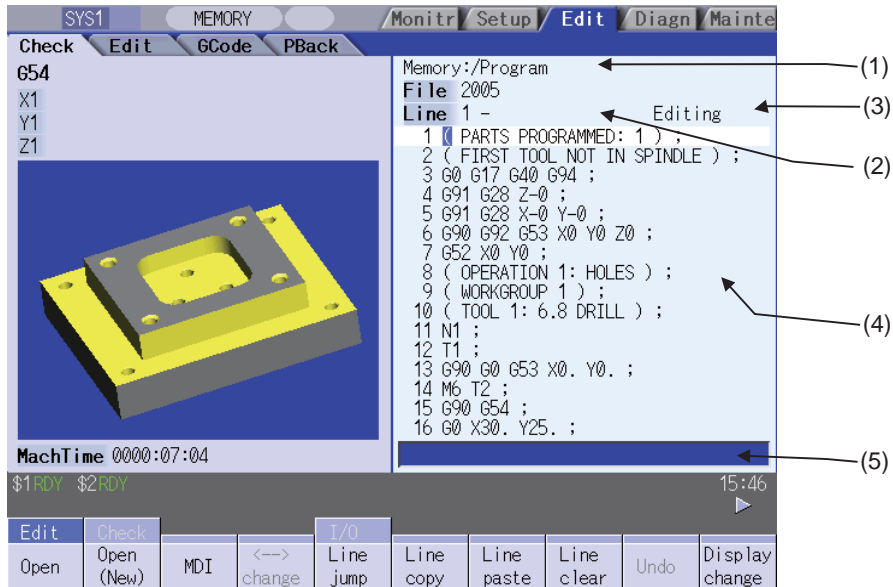 SYS1 MEMORY Monitr Setup Edit Diagn Mainte
Check Edit GCode PBack
G54
X1
Y1
Z1
MachTime 0000:07:04
Memory:/Program
File 2005
Line 1 - Editing
1 ( PARTS PROGRAMMED: 1 ) ;
2 ( FIRST TOOL NOT IN SPINDLE ) ;
3 G0 G17 G40 G94 ;
4 G91 G28 Z-0 ;
5 G91 G28 X-0 Y-0 ;
6 G90 G92 G53 X0 Y0 Z0 ;
7 G52 X0 Y0 ;
8 ( OPERATION 1: HOLES ) ;
9 ( WORKGROUP 1 ) ;
10 ( TOOL 1: 6.8 DRILL ) ;
11 N1 ;
12 T1 ;
13 G90 G0 G53 X0. Y0. ;
14 M6 T2 ;
15 G90 G54 ;
16 G0 X30. Y25. ;
(1)
(3)
(2)
(4)
(5)
$1 RDY $2 RDY 15:46
Edit Check I/O
Open
Open (New)
MDI
<--> change
Line jump
Line copy
Line paste
Line clear
Undo
Display change